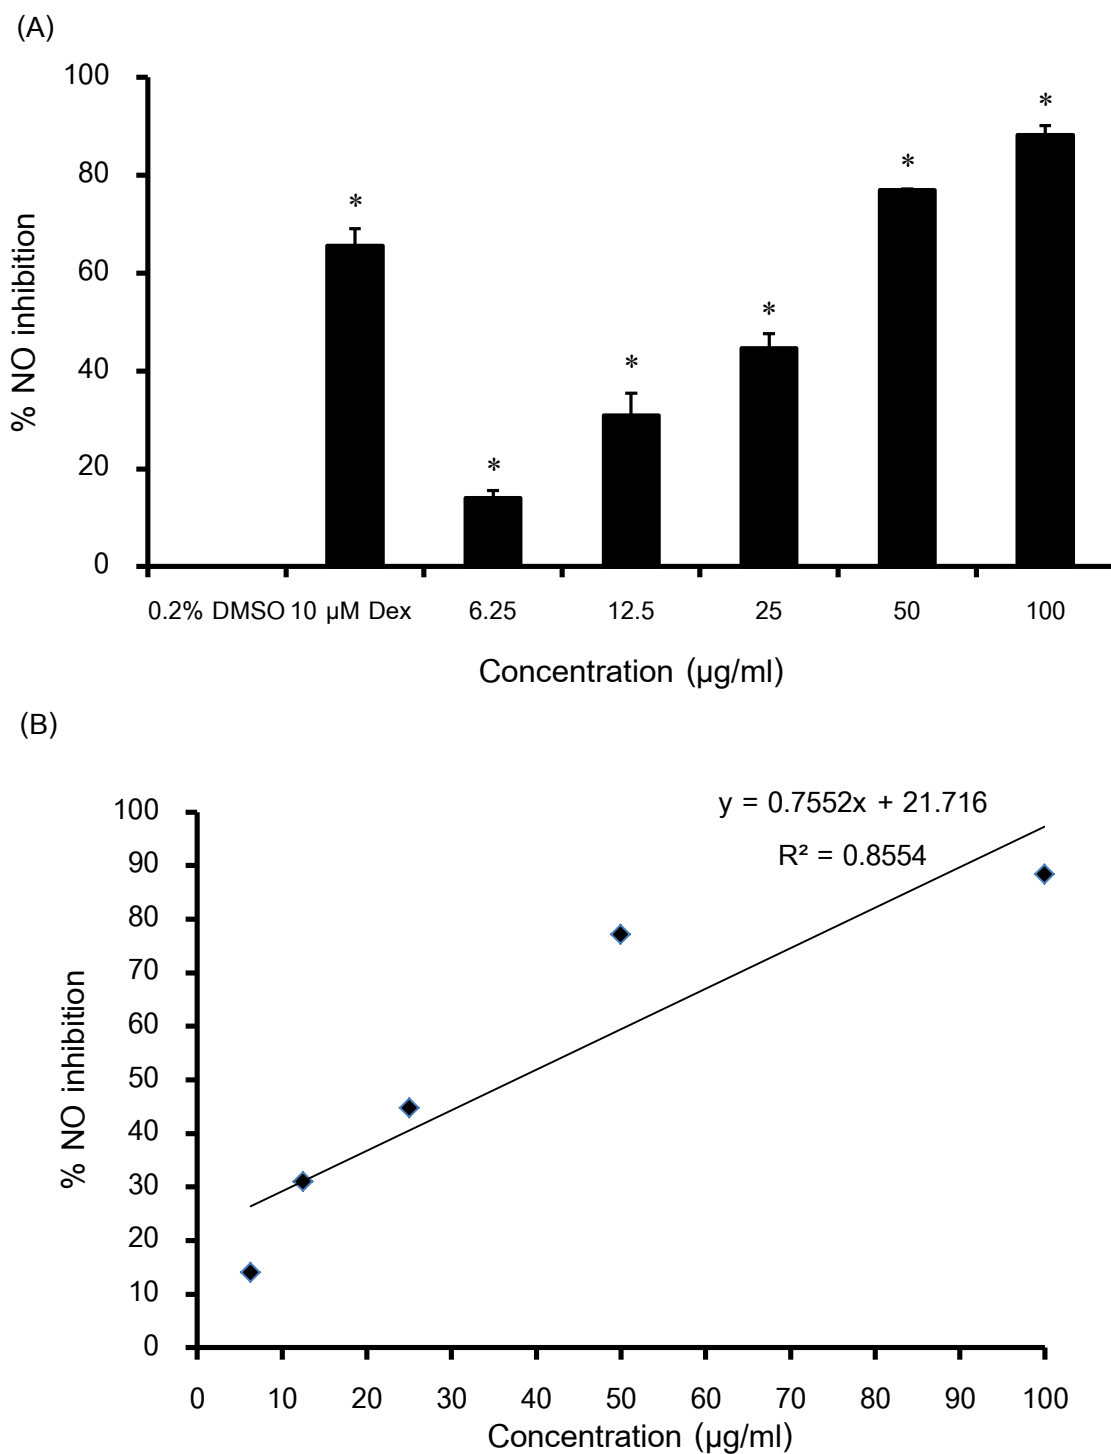 (A)
100
80
60
40
20
0
% NO inhibition
*
*
*
*
*
*
0.2% DMSO 10 µM Dex 6.25 12.5 25 50 100
Concentration (µg/ml)
(B)
y = 0.7552x + 21.716
R² = 0.8554
100
90
80
70
60
50
40
30
20
10
0
% NO inhibition
0 10 20 30 40 50 60 70 80 90 100
Concentration (µg/ml)